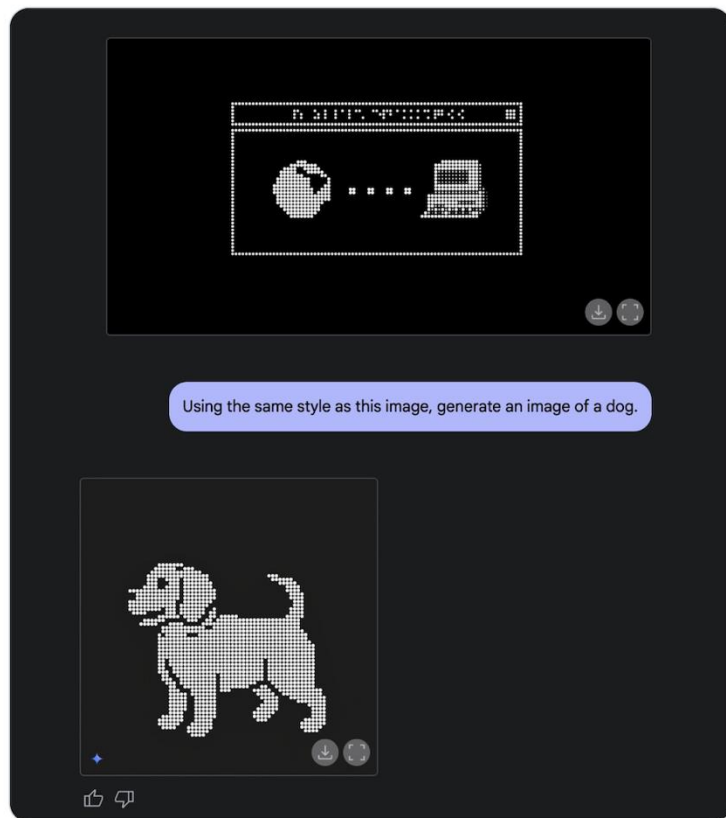 Using the same style as this image, generate an image of a dog.